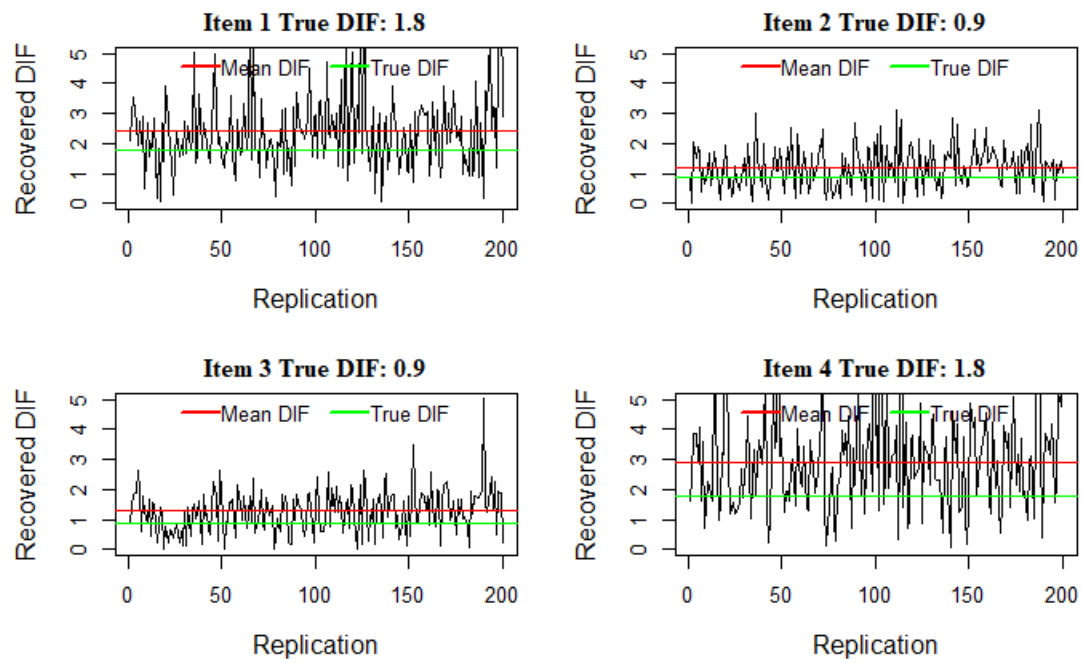 Item 1 True DIF: 1.8
Recovered DIF
5
4
3
2
1
0
Mean DIF True DIF
0 50 100 150 200
Replication
Item 2 True DIF: 0.9
Recovered DIF
5
4
3
2
1
0
Mean DIF True DIF
0 50 100 150 200
Replication
Item 3 True DIF: 0.9
Recovered DIF
5
4
3
2
1
0
Mean DIF True DIF
0 50 100 150 200
Replication
Item 4 True DIF: 1.8
Recovered DIF
5
4
3
2
1
0
Mean DIF True DIF
0 50 100 150 200
Replication